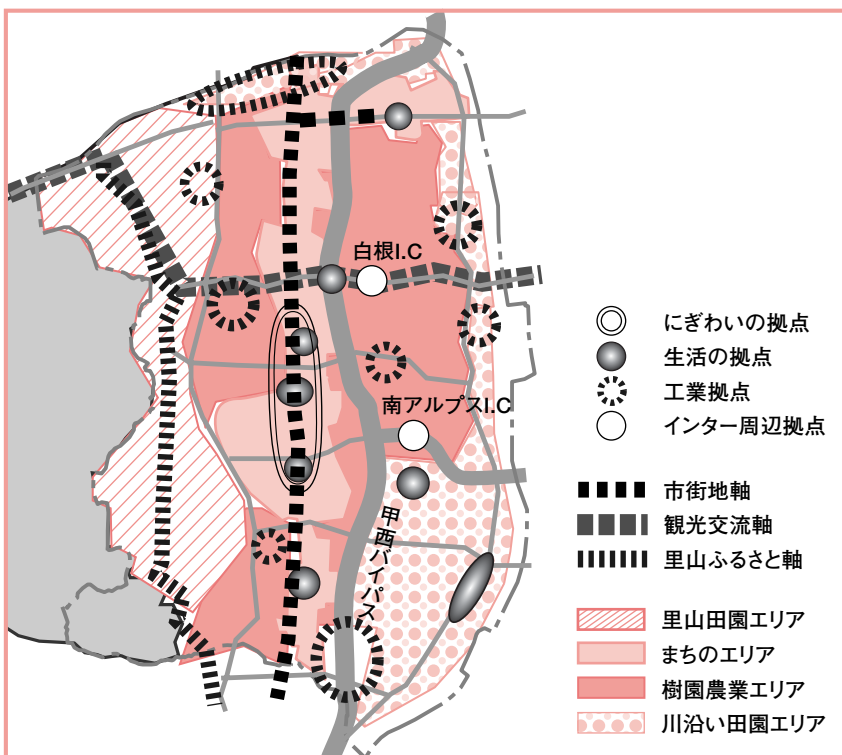 白根I.C
南アルプスI.C
甲西バイパス
にぎわいの拠点
生活の拠点
工業拠点
インター周辺拠点
市街地軸
観光交流軸
里山ふるさと軸
里山田園エリア
まちのエリア
樹園農業エリア
川沿い田園エリア